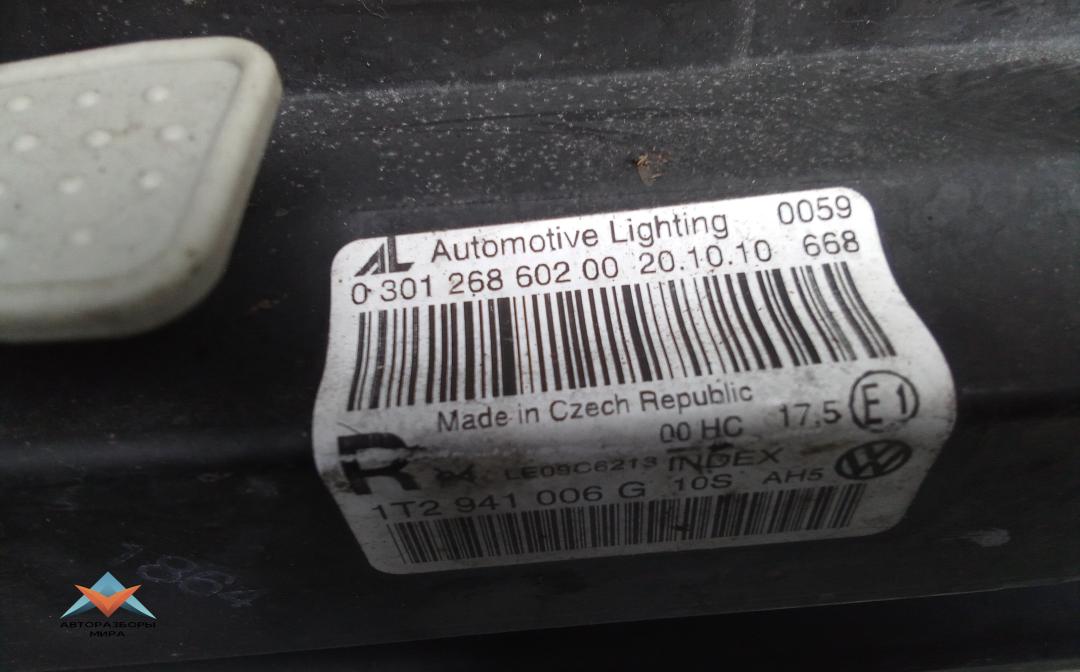 AL Automotive Lighting 0059
0 301 268 602 00 20.10.10 668
Made in Czech Republic
00 HC 17,5 E1
R LE09C6213 INDEX
1T2 941 006 G 10S AH5
АВТОРАЗБОРЫ
МИРА